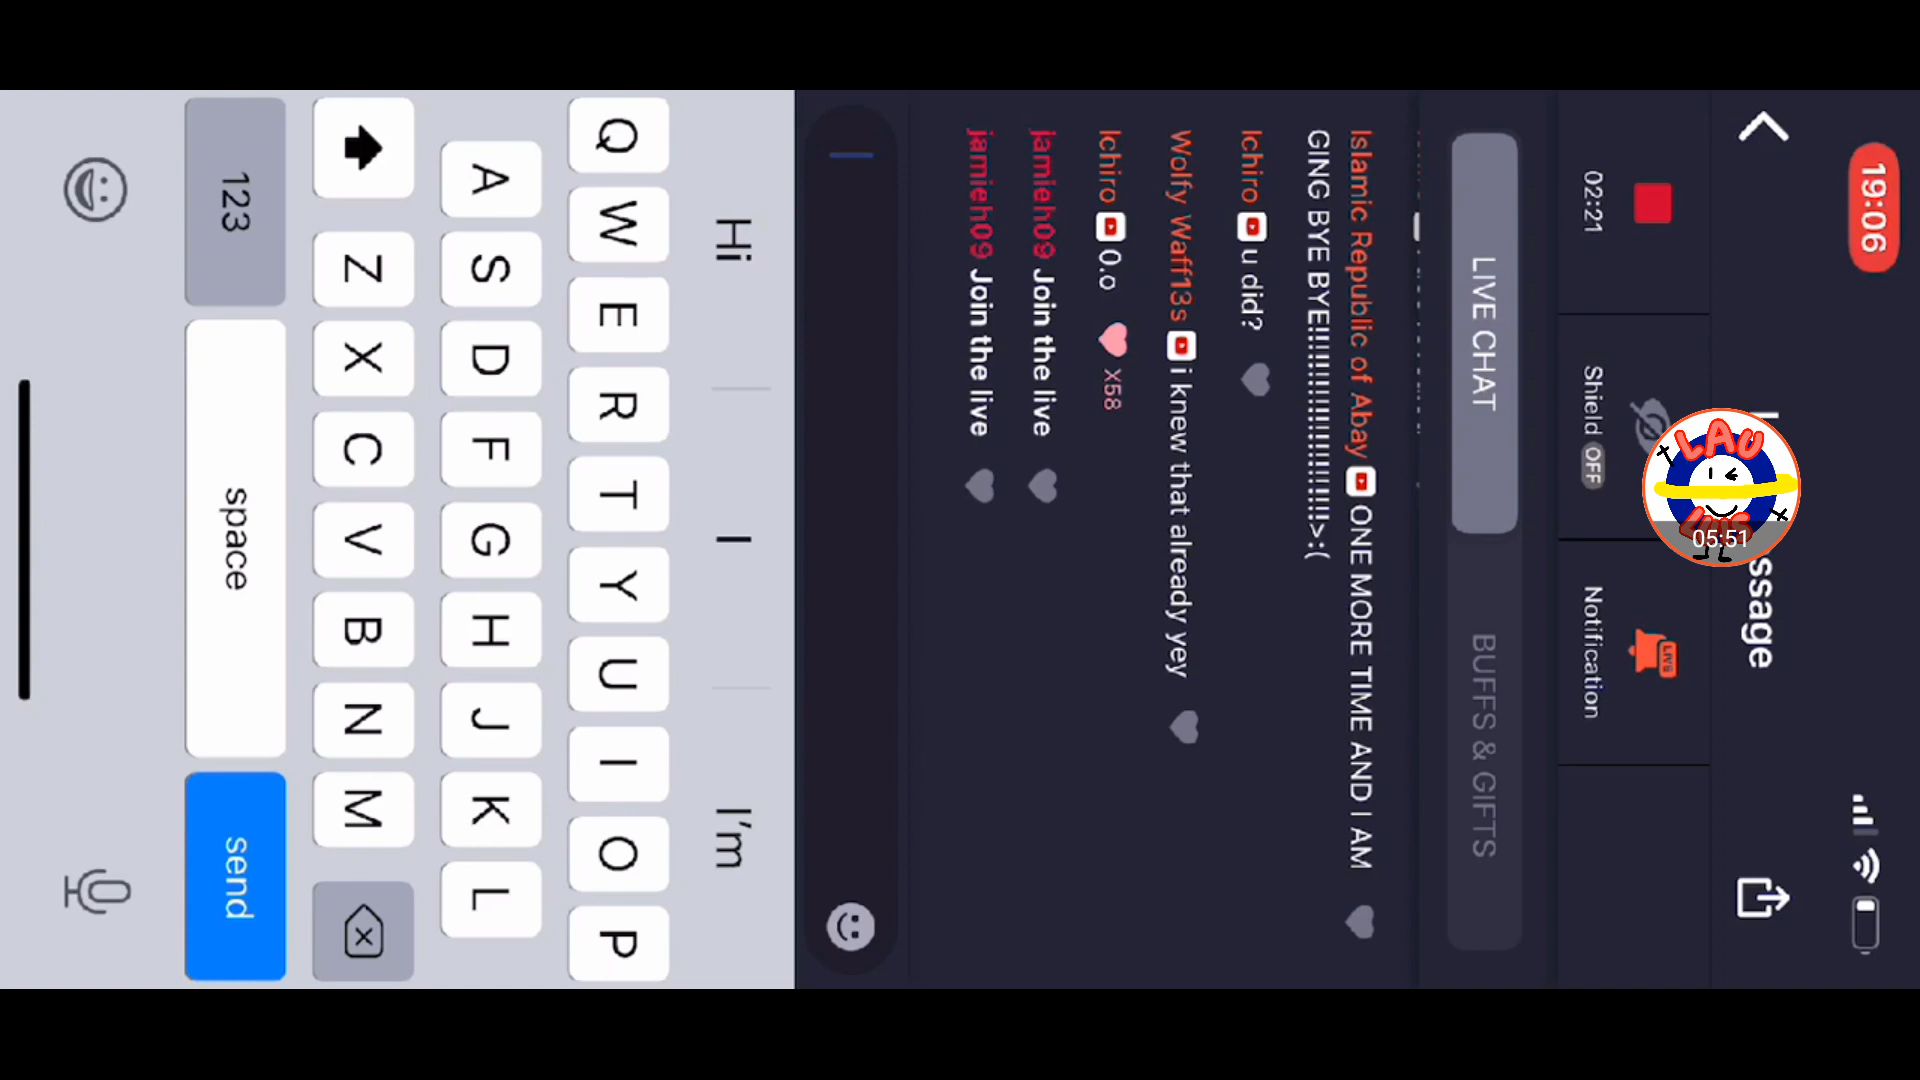 19:06
LAU
LUIS
05:51
ssage
02:21
Shield OFF
Notification
LIVE CHAT
BUFFS & GIFTS
Islamic Republic of Abay ONE MORE TIME AND I AM
GING BYE BYE!!!!!!!!!!!!!!!!!!!!!>:(
Ichiro u did?
Wolfy Waff13s i knew that already yey
Ichiro 0.o X58
jamieh09 Join the live
jamieh09 Join the live
Hi
I
I'm
Q W E R T Y U I O P
A S D F G H J K L
Z X C V B N M
123
space
send